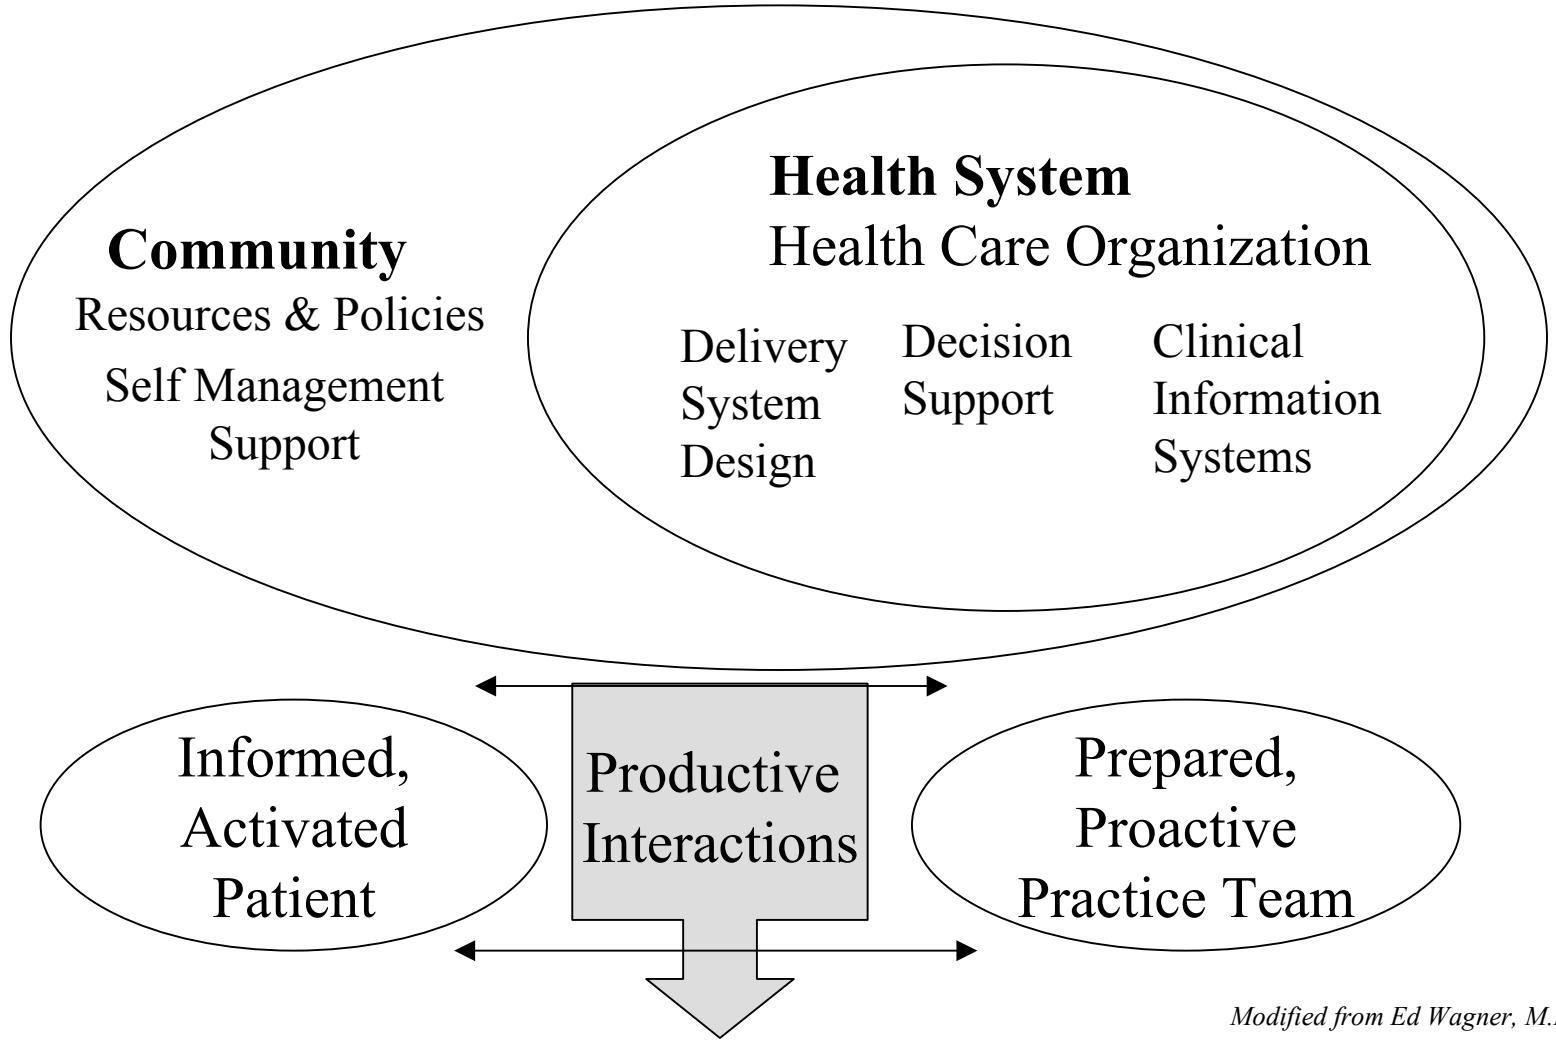 Health System
Health Care Organization
Community
Resources & Policies
Self Management
Support
Delivery
System
Design
Decision
Support
Clinical
Information
Systems
Informed,
Activated
Patient
Productive
Interactions
Prepared,
Proactive
Practice Team
Modified from Ed Wagner, M.